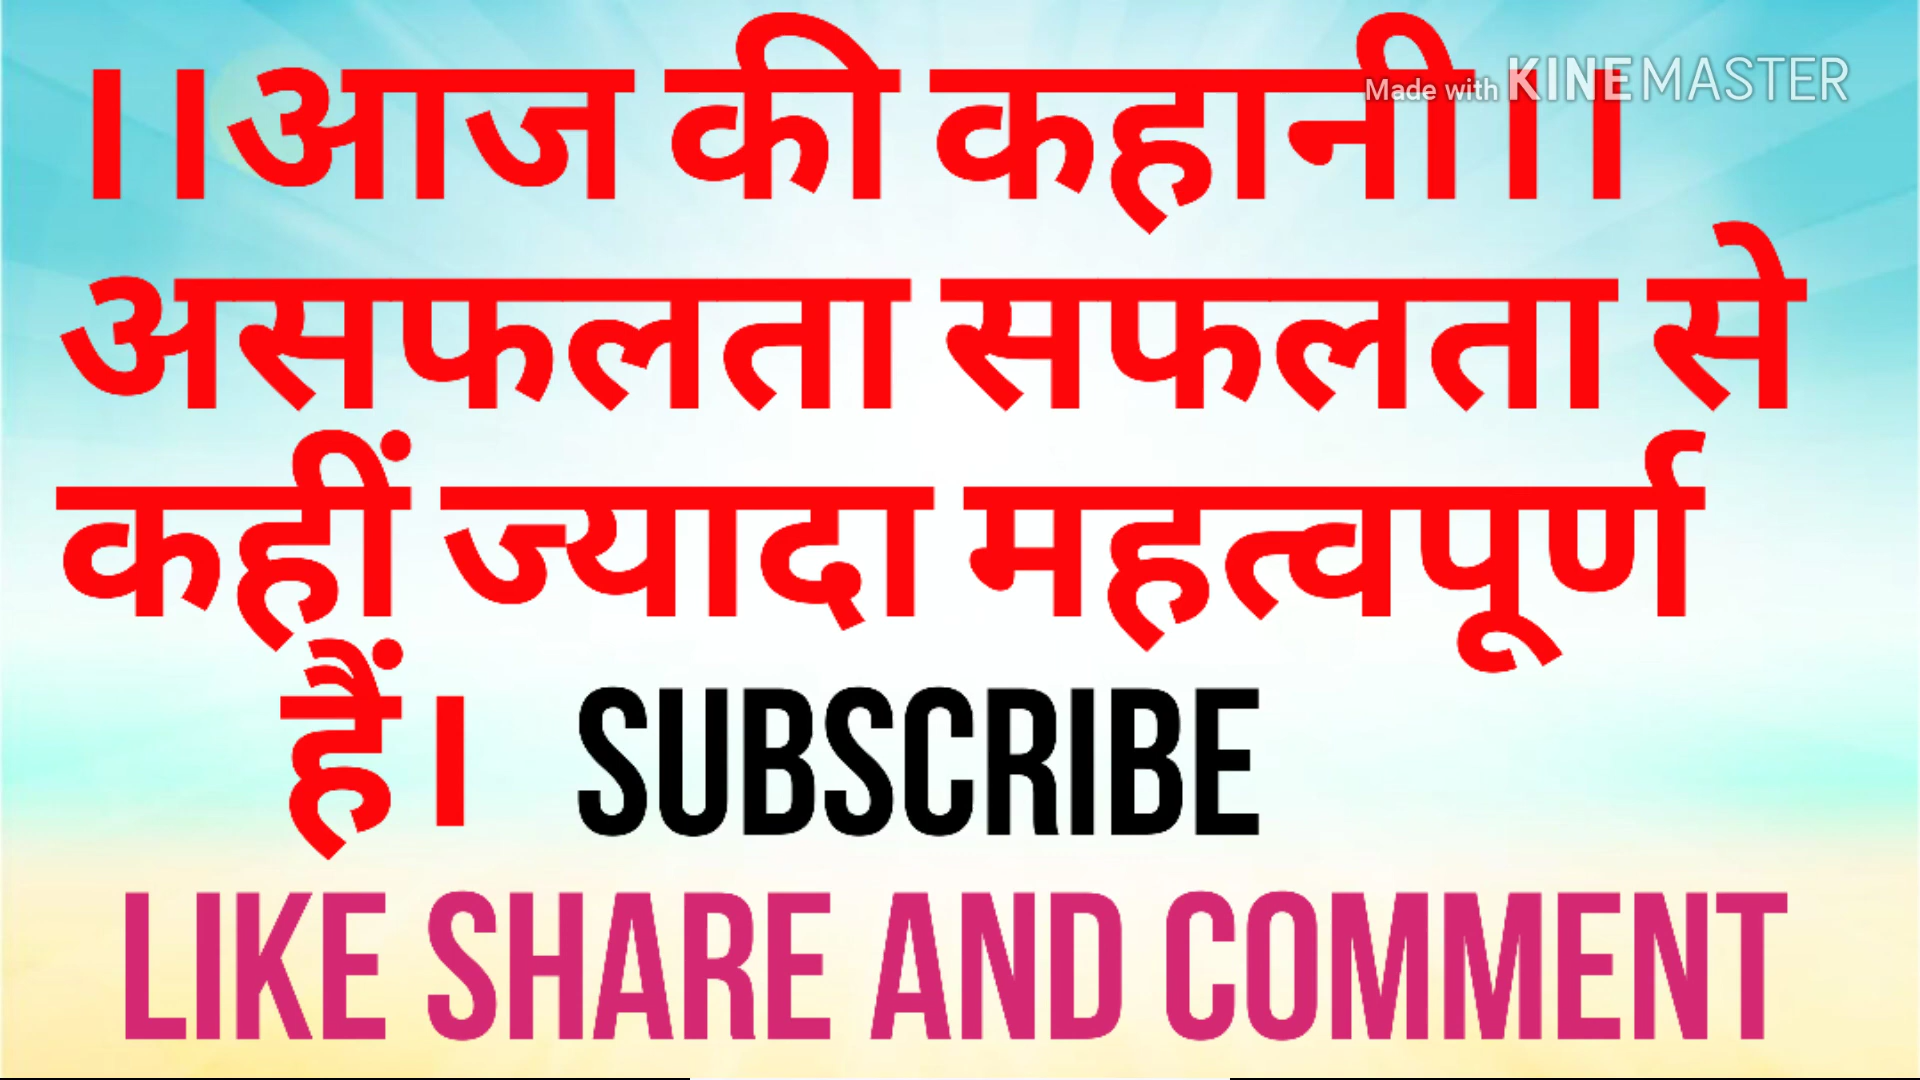 ।।आज की कहानी।।
Made with KINEMASTER
असफलता सफलता से
कहीं ज्यादा महत्वपूर्ण
हैं। SUBSCRIBE
LIKE SHARE AND COMMENT